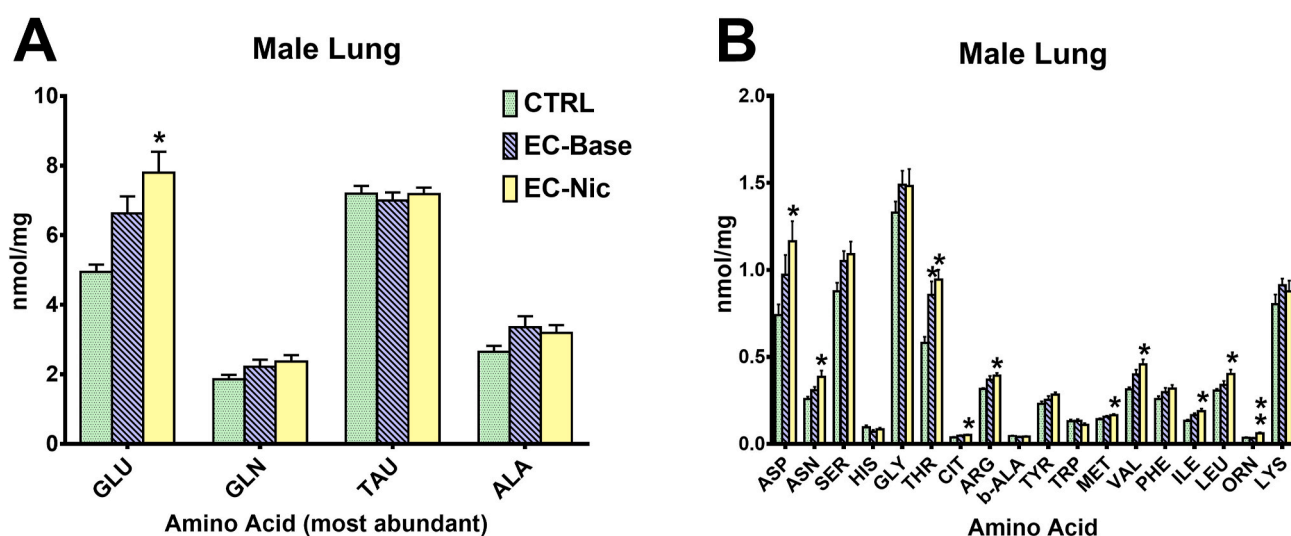 A
Male Lung
10
8
6
4
2
0
nmol/mg
*
CTRL
EC-Base
EC-Nic
GLU
GLN
TAU
ALA
Amino Acid (most abundant)
B
Male Lung
2.0
1.5
1.0
0.5
0.0
nmol/mg
*
*
*
*
*
*
*
*
*
*
*
*
ASP
ASN
SER
HIS
GLY
THR
CIT
ARG
b-ALA
TYR
TRP
MET
VAL
PHE
ILE
LEU
ORN
LYS
Amino Acid